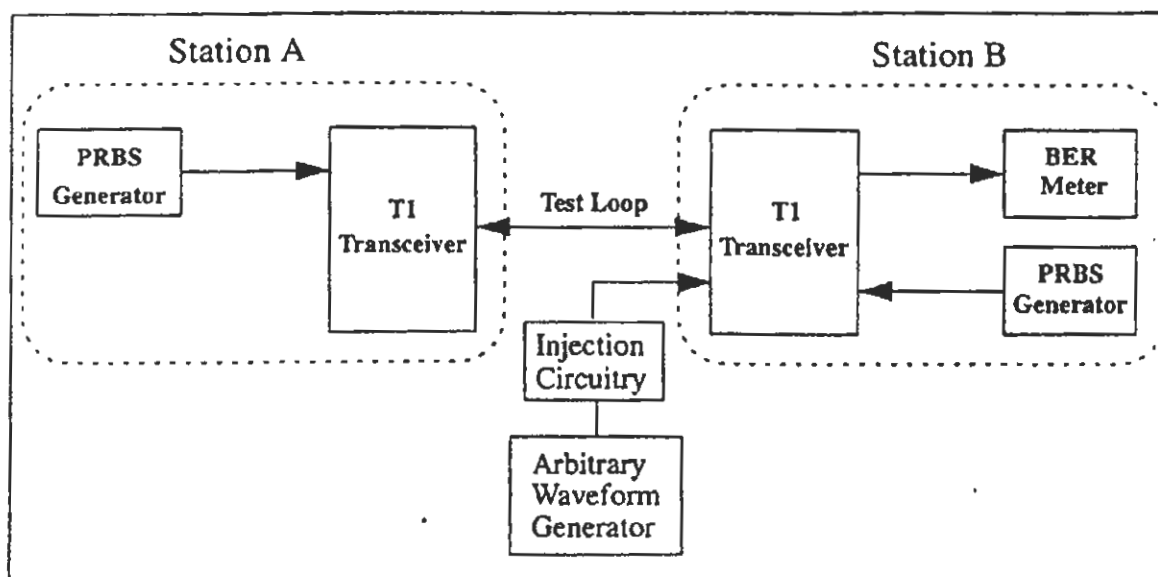 Station A
Station B
PRBS
Generator
T1
Transceiver
Test Loop
T1
Transceiver
BER
Meter
PRBS
Generator
Injection
Circuitry
Arbitrary
Waveform
Generator